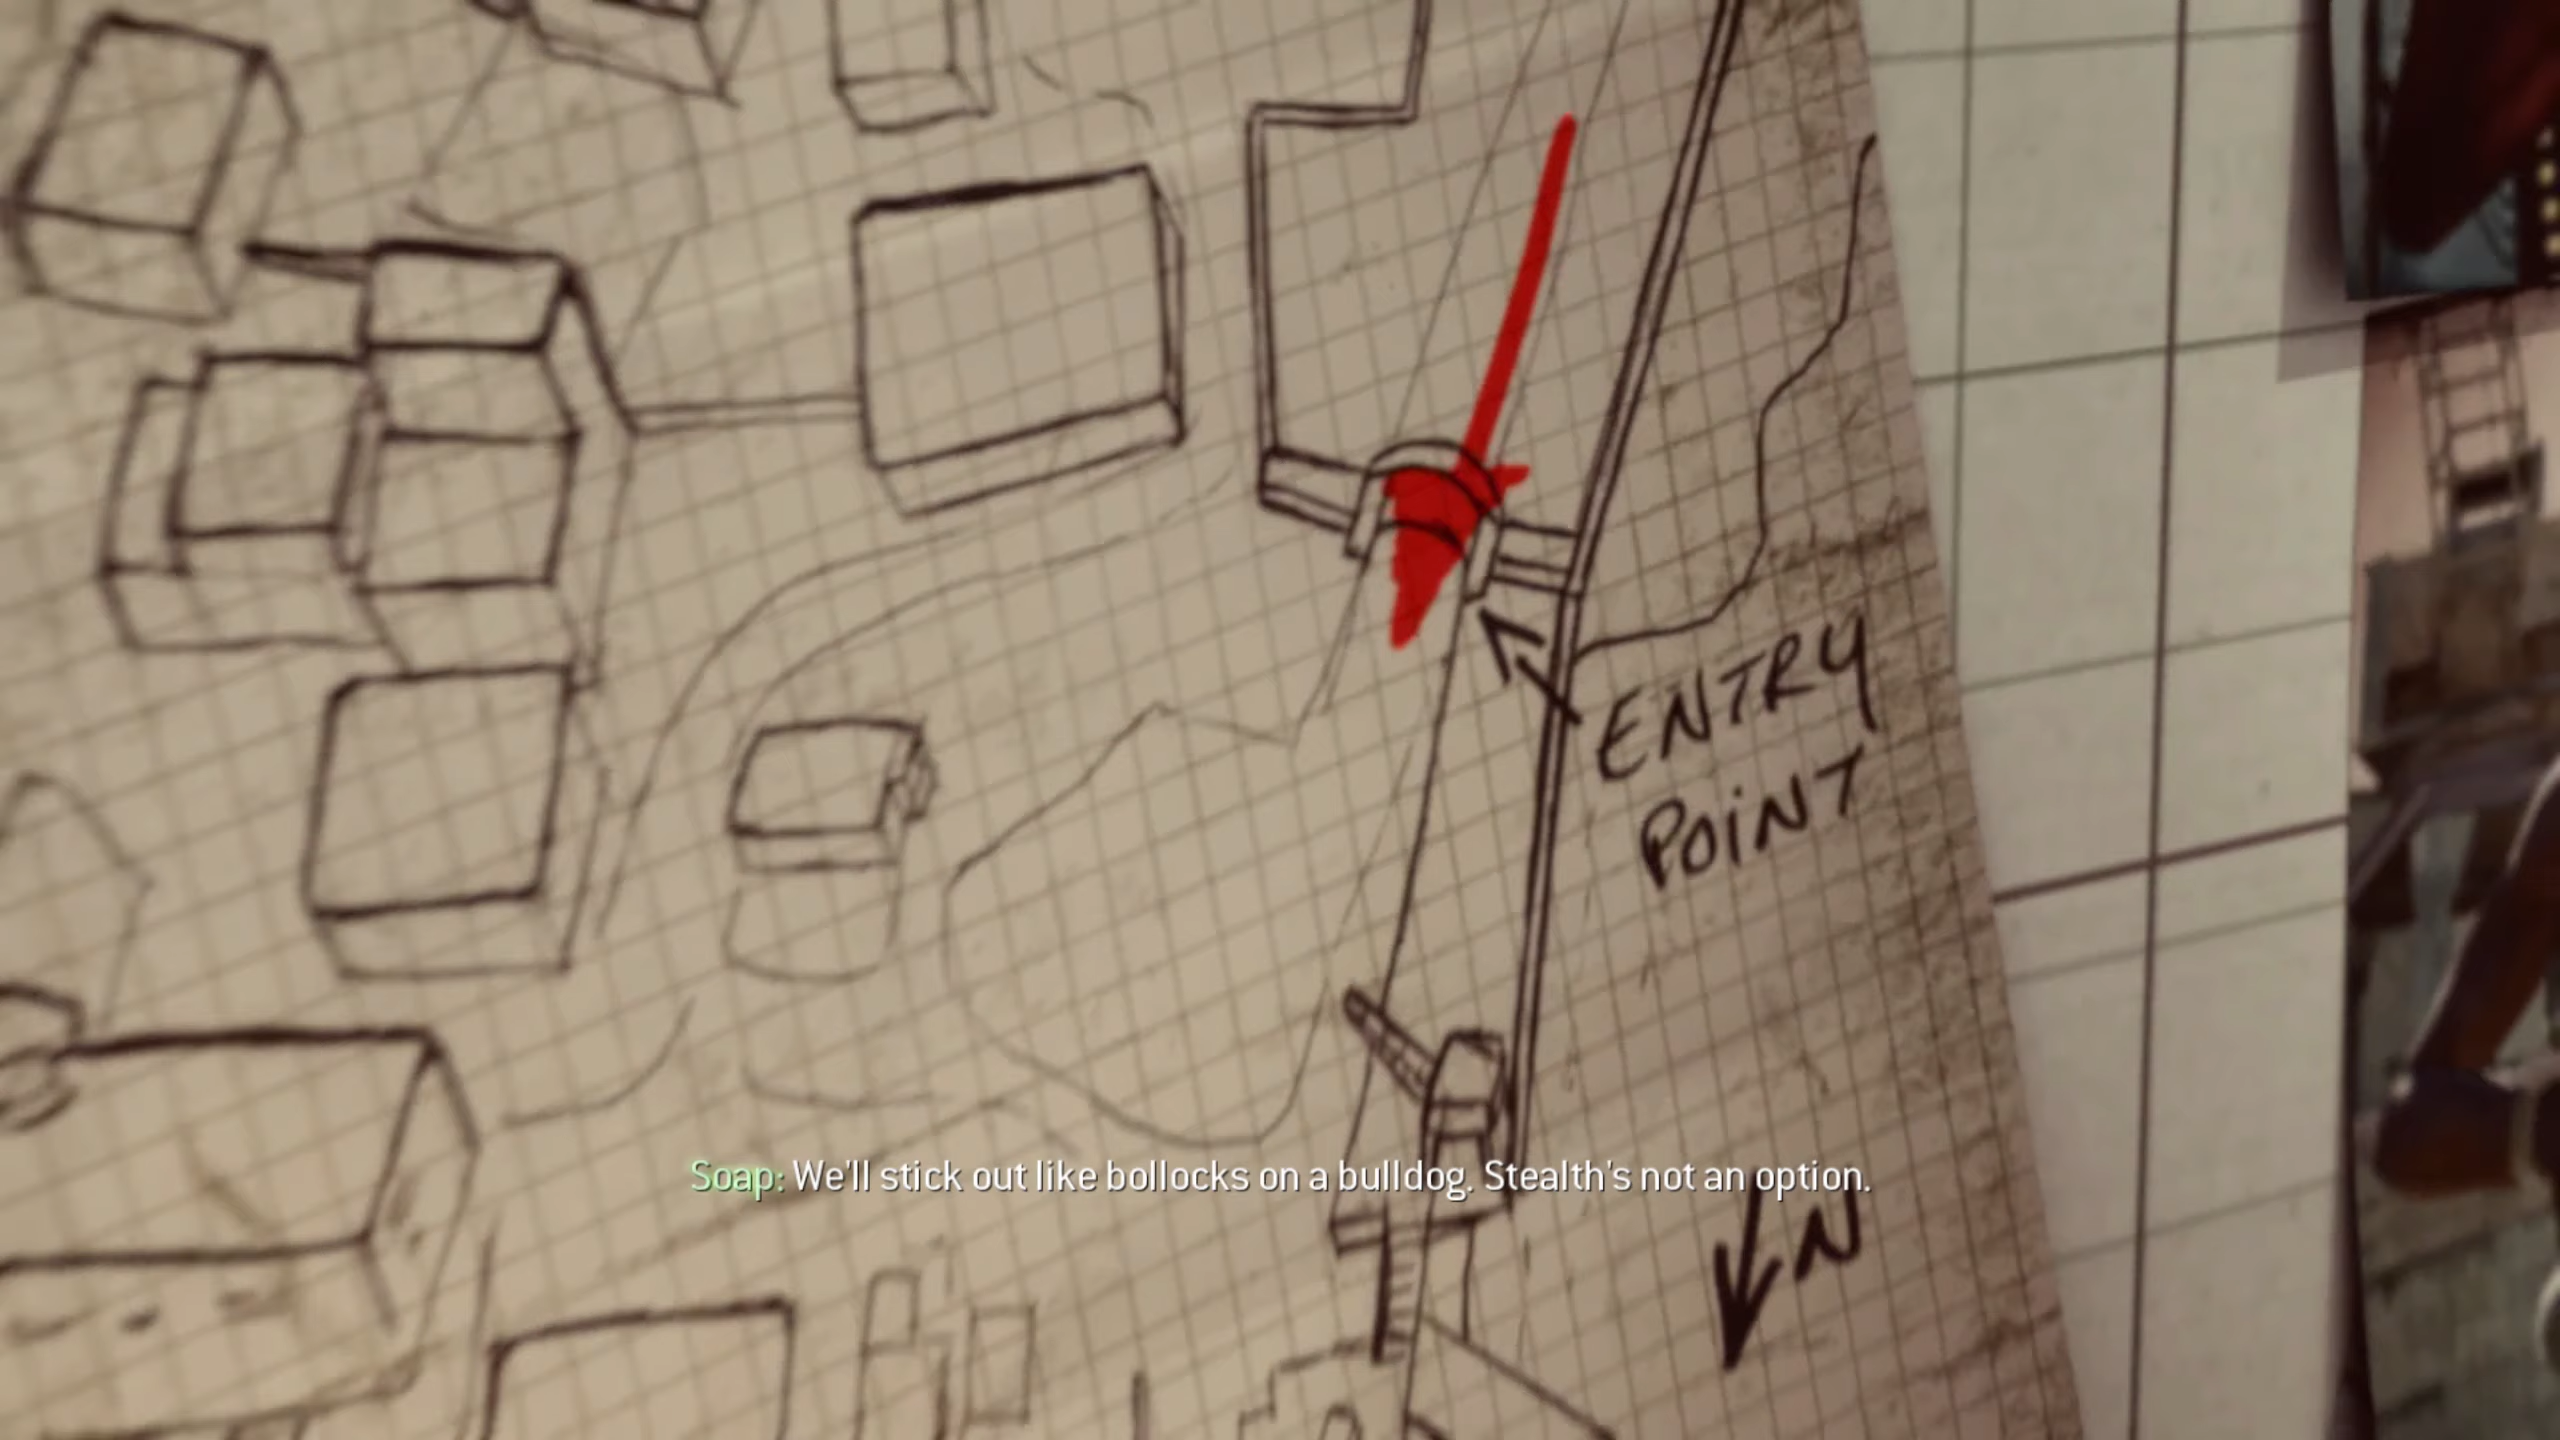 ENTRY
POINT
Soap: We'll stick out like bollocks on a bulldog. Stealth's not an option.
N